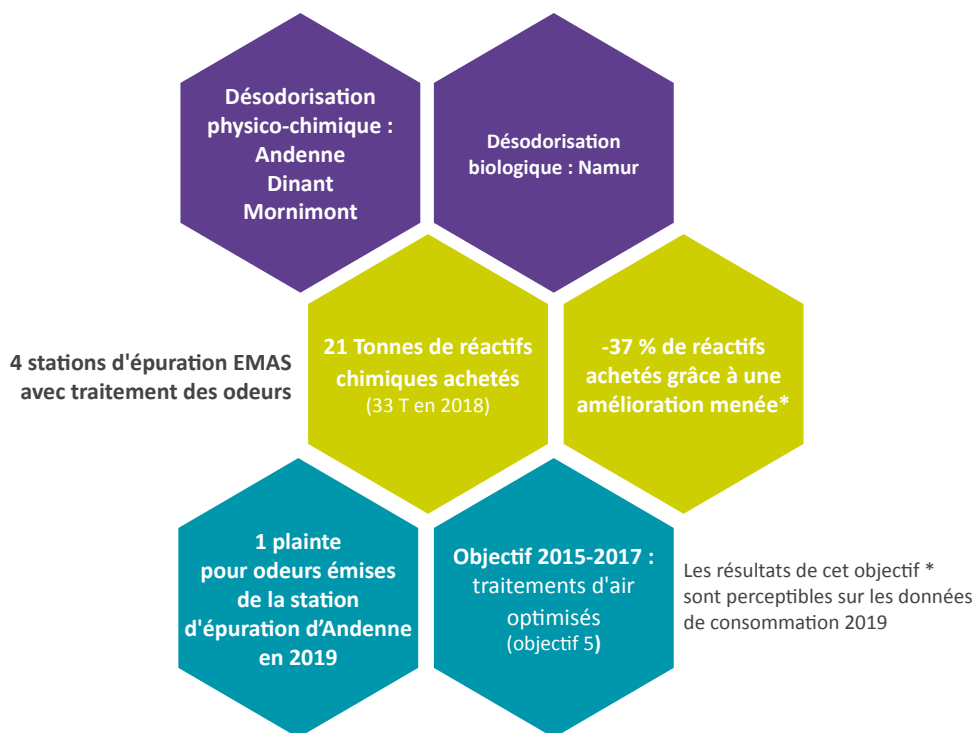 Désodorisation
physico-chimique :
Andenne
Dinant
Mornimont
Désodorisation
biologique : Namur
4 stations d'épuration EMAS
avec traitement des odeurs
21 Tonnes de réactifs
chimiques achetés
(33 T en 2018)
-37 % de réactifs
achetés grâce à une
amélioration menée*
1 plainte
pour odeurs émises
de la station
d'épuration d’Andenne
en 2019
Objectif 2015-2017 :
traitements d'air
optimisés
(objectif 5)
Les résultats de cet objectif *
sont perceptibles sur les données
de consommation 2019